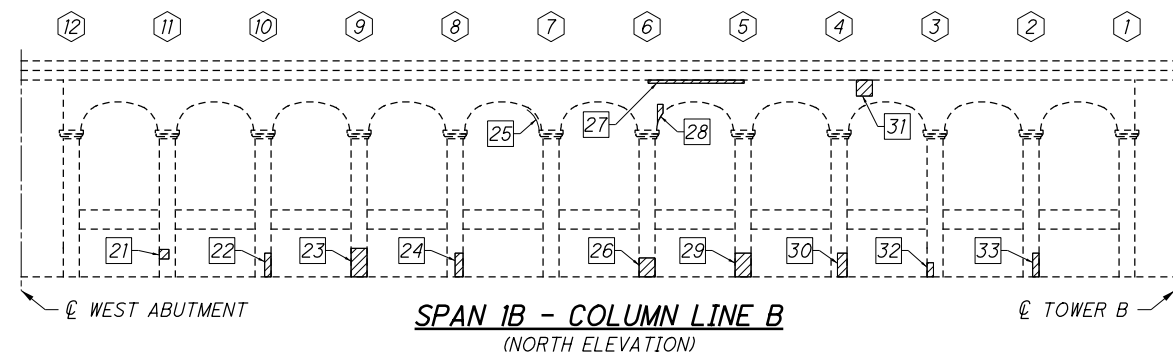 12 11 10 9 8 7 6 5 4 3 2 1
27
31
25
28
21 22 23 24 26 29 30 32 33
℄ WEST ABUTMENT
℄ TOWER B
SPAN 1B - COLUMN LINE B
(NORTH ELEVATION)